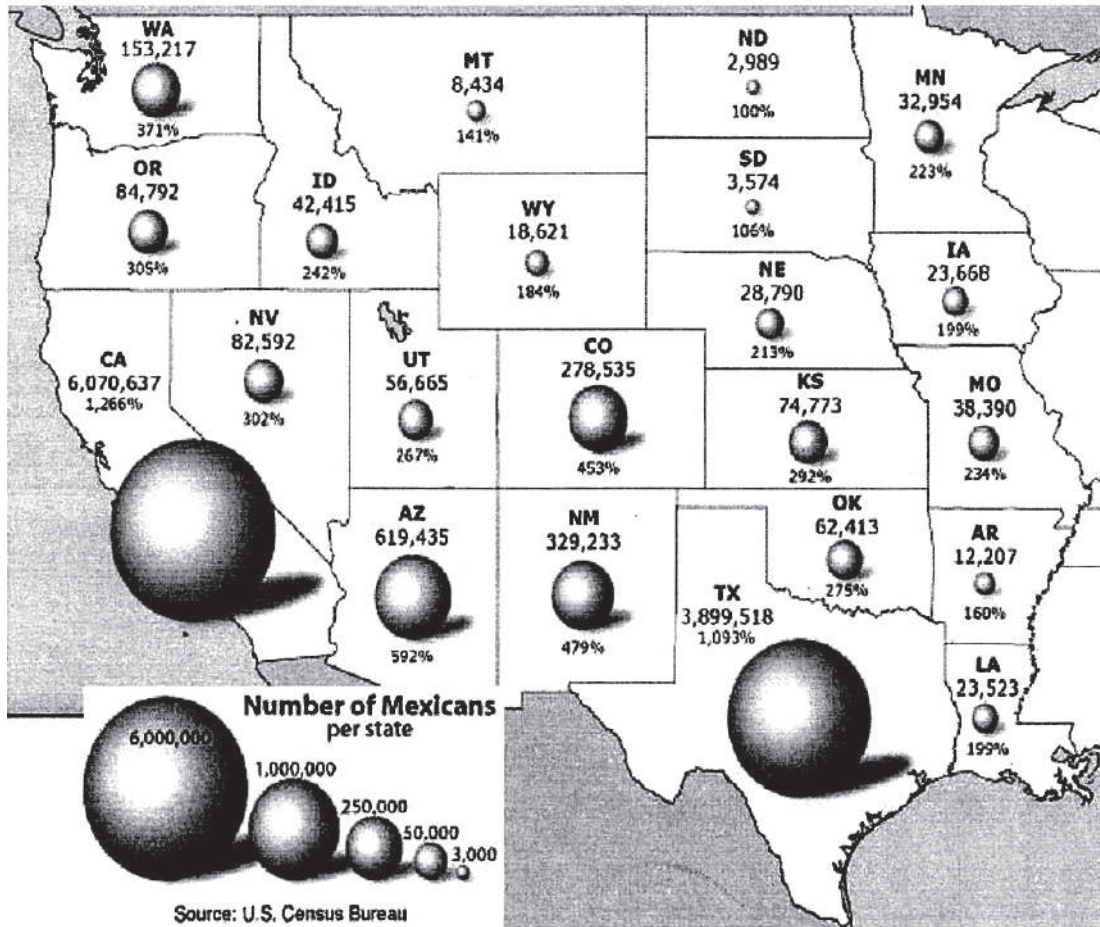 WA
153,217
371%
MT
8,434
141%
ND
2,989
100%
MN
32,954
223%
OR
84,792
305%
ID
42,415
242%
WY
18,621
184%
SD
3,574
106%
NE
28,790
213%
IA
23,668
199%
CA
6,070,637
1,266%
NV
82,592
302%
UT
56,665
267%
CO
278,535
453%
KS
74,773
292%
MO
38,390
234%
AZ
619,435
592%
NM
329,233
479%
TX
3,899,518
1,093%
OK
62,413
275%
AR
12,207
160%
LA
23,523
199%
Number of Mexicans
per state
6,000,000
1,000,000
250,000
50,000
3,000
Source: U.S. Census Bureau